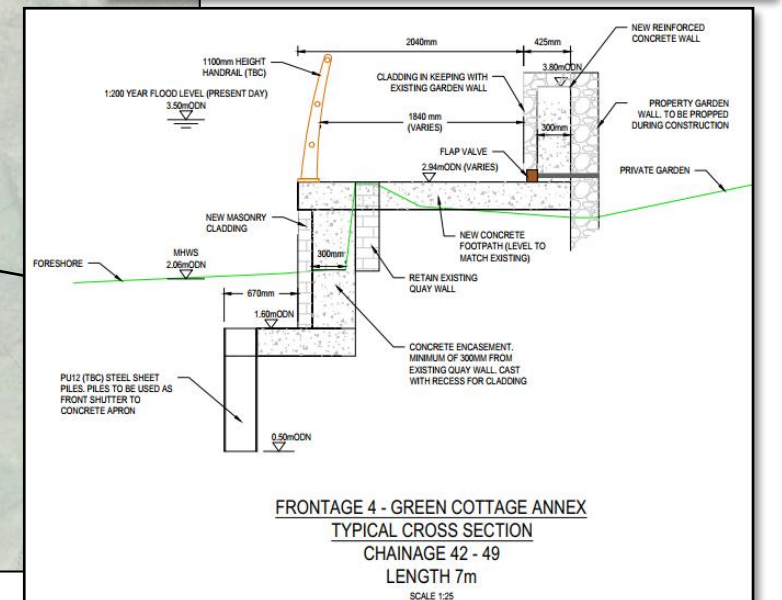 2040mm
425mm
NEW REINFORCED
CONCRETE WALL
1100mm HEIGHT
HANDRAIL (TBC)
3.80mODN
CLADDING IN KEEPING WITH
EXISTING GARDEN WALL
1:200 YEAR FLOOD LEVEL (PRESENT DAY)
3.50mODN
PROPERTY GARDEN
WALL. TO BE PROPPED
DURING CONSTRUCTION
1840 mm
(VARIES)
300mm
FLAP VALVE
2.94mODN (VARIES)
PRIVATE GARDEN
NEW MASONRY
CLADDING
NEW CONCRETE
FOOTPATH (LEVEL TO
MATCH EXISTING)
MHWS
2.06mODN
FORESHORE
300mm
RETAIN EXISTING
QUAY WALL
670mm
1.60mODN
CONCRETE ENCASEMENT.
MINIMUM OF 300MM FROM
EXISTING QUAY WALL. CAST
WITH RECESS FOR CLADDING
PU12 (TBC) STEEL SHEET
PILES. PILES TO BE USED AS
FRONT SHUTTER TO
CONCRETE APRON
0.50mODN
FRONTAGE 4 - GREEN COTTAGE ANNEX
TYPICAL CROSS SECTION
CHAINAGE 42 - 49
LENGTH 7m
SCALE 1:25